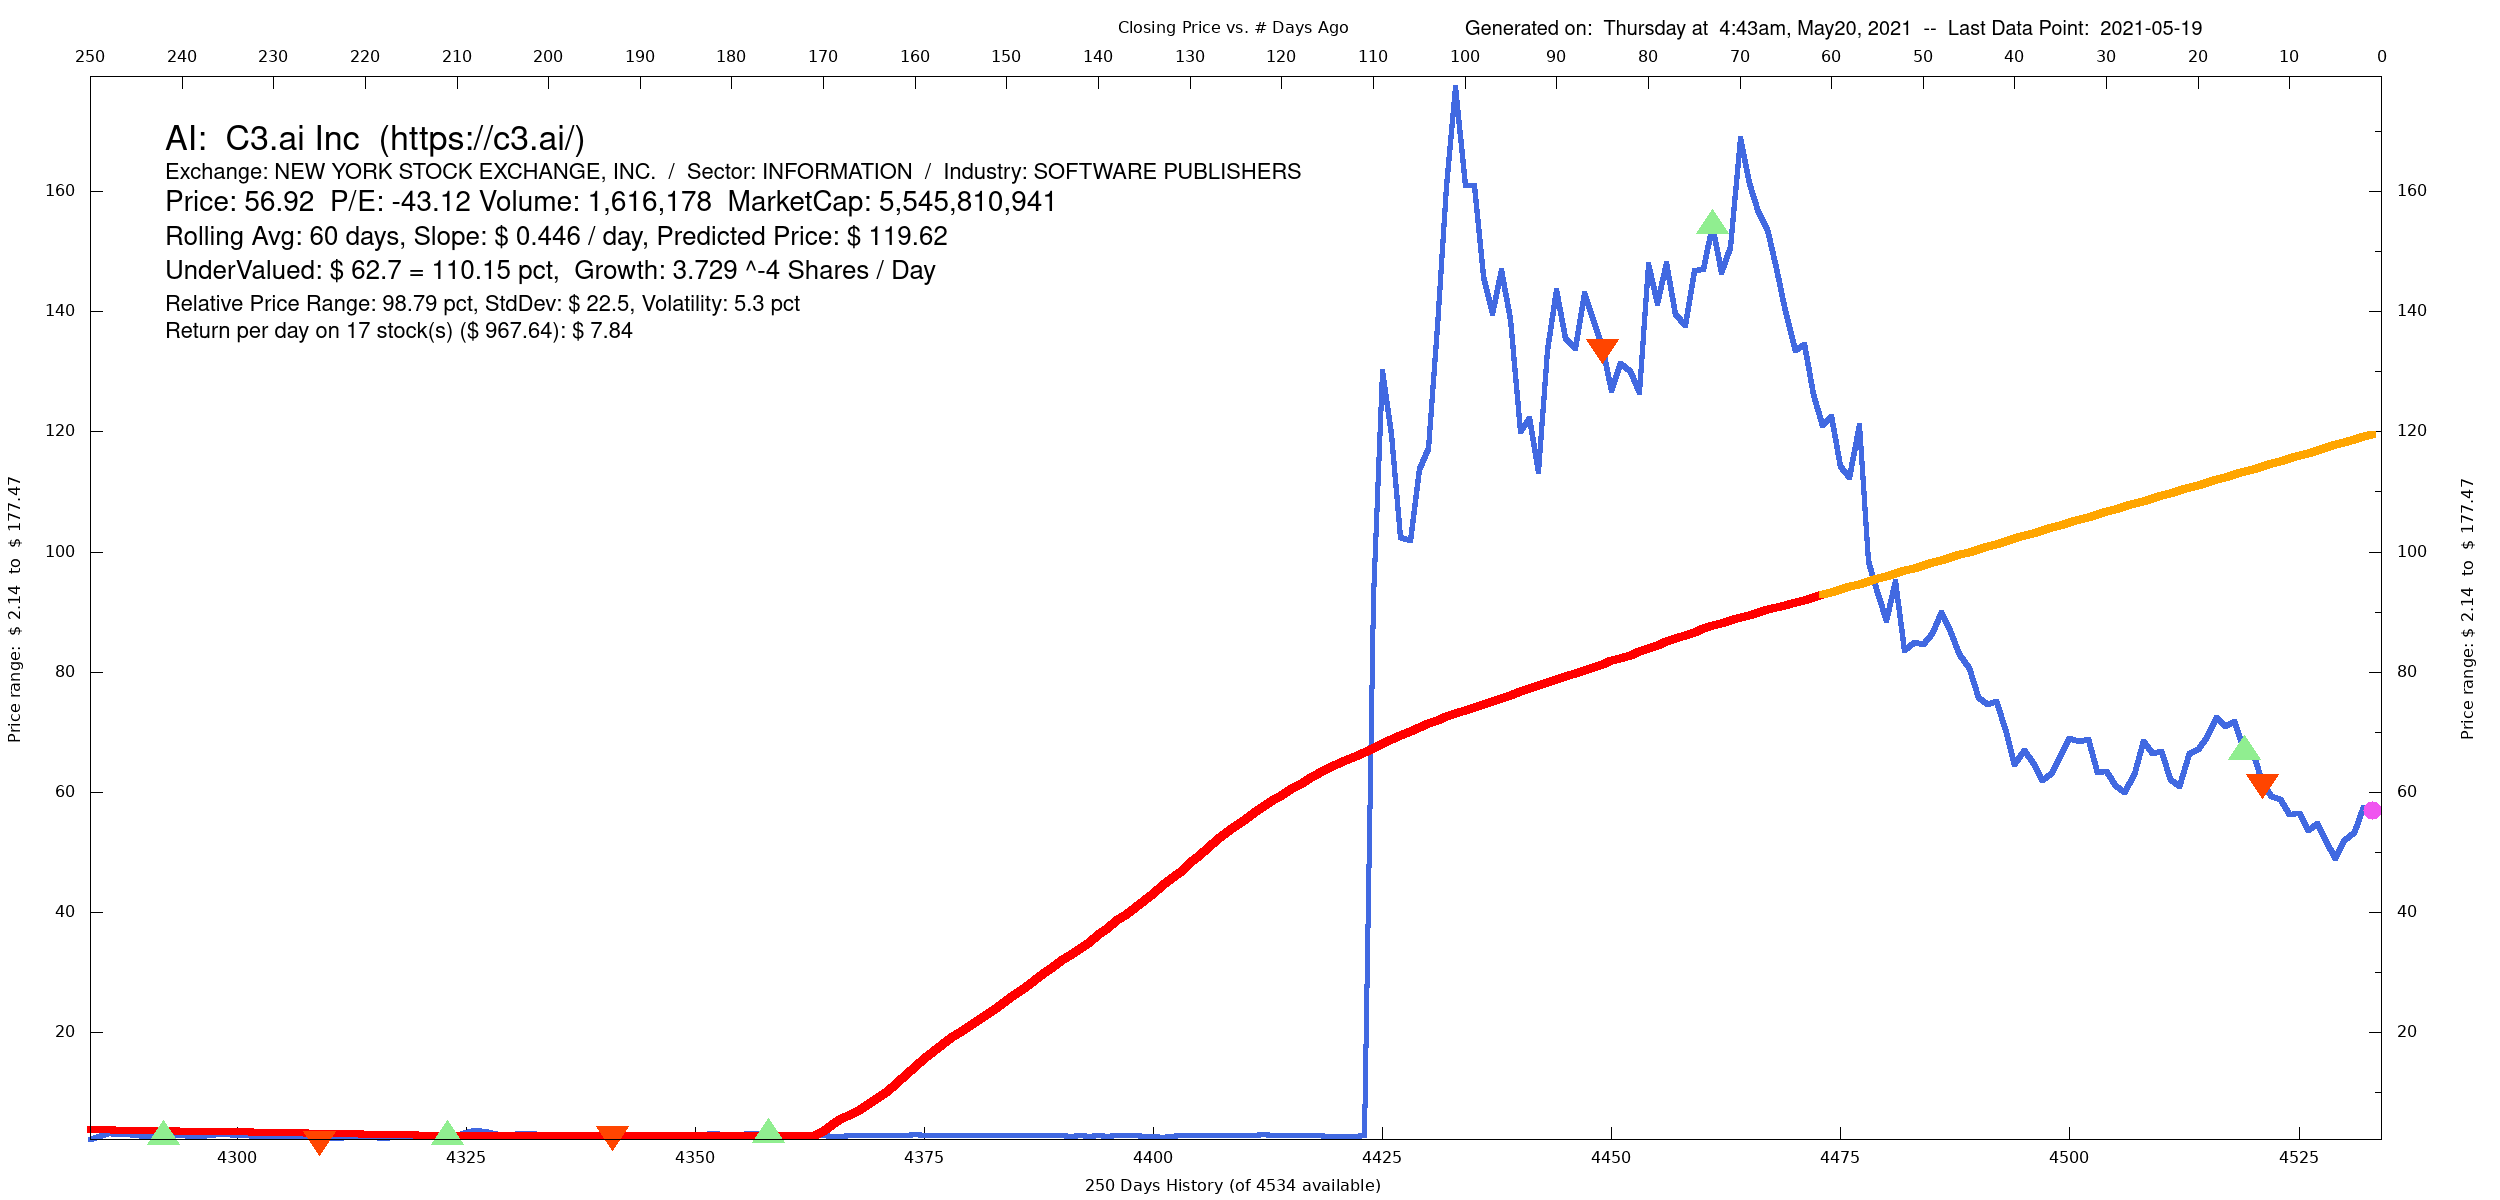 Closing Price vs. # Days Ago
Generated on:  Thursday at  4:43am, May20, 2021  --  Last Data Point:  2021-05-19
250 240 230 220 210 200 190 180 170 160 150 140 130 120 110 100 90 80 70 60 50 40 30 20 10 0
AI:  C3.ai Inc  (https://c3.ai/)
Exchange: NEW YORK STOCK EXCHANGE, INC.  /  Sector: INFORMATION  /  Industry: SOFTWARE PUBLISHERS
Price: 56.92  P/E: -43.12 Volume: 1,616,178  MarketCap: 5,545,810,941
Rolling Avg: 60 days, Slope: $ 0.446 / day, Predicted Price: $ 119.62
UnderValued: $ 62.7 = 110.15 pct,  Growth: 3.729 ^-4 Shares / Day
Relative Price Range: 98.79 pct, StdDev: $ 22.5, Volatility: 5.3 pct
Return per day on 17 stock(s) ($ 967.64): $ 7.84
160 160
140 140
120 120
100 100
80 80
60 60
40 40
20 20
Price range: $ 2.14  to  $ 177.47
Price range: $ 2.14  to  $ 177.47
4300 4325 4350 4375 4400 4425 4450 4475 4500 4525
250 Days History (of 4534 available)